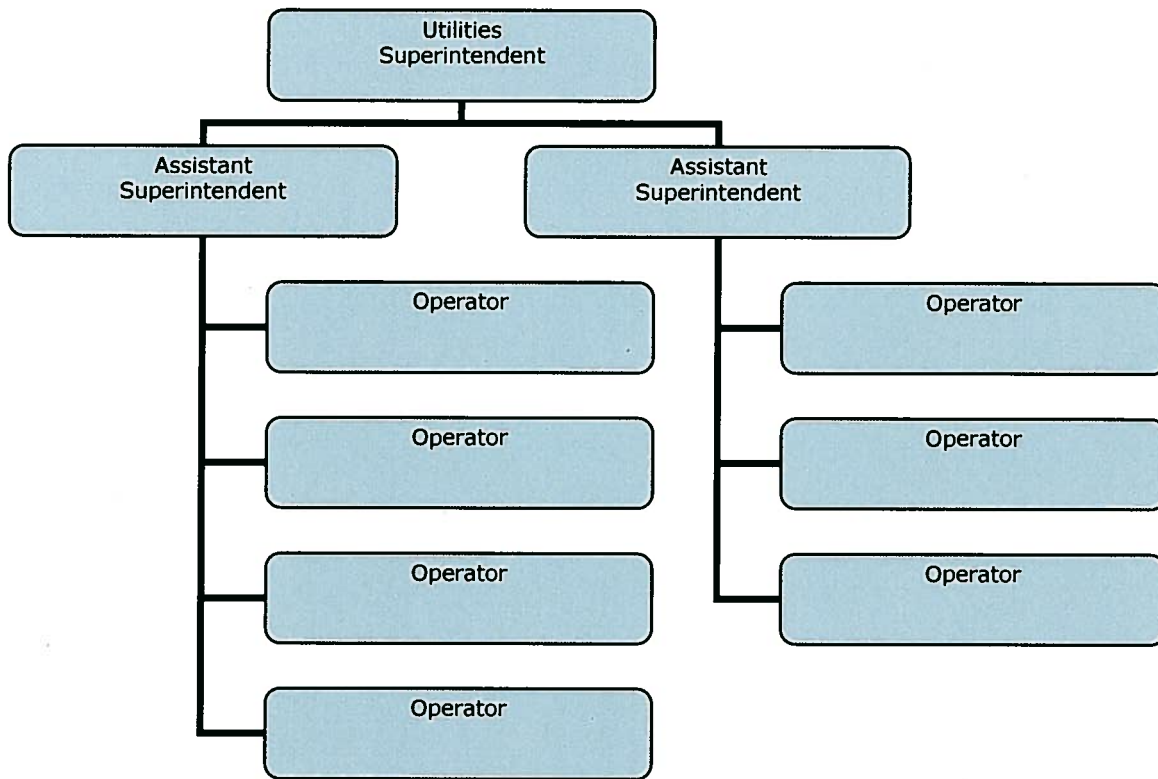 Utilities
Superintendent
Assistant
Superintendent
Assistant
Superintendent
Operator
Operator
Operator
Operator
Operator
Operator
Operator